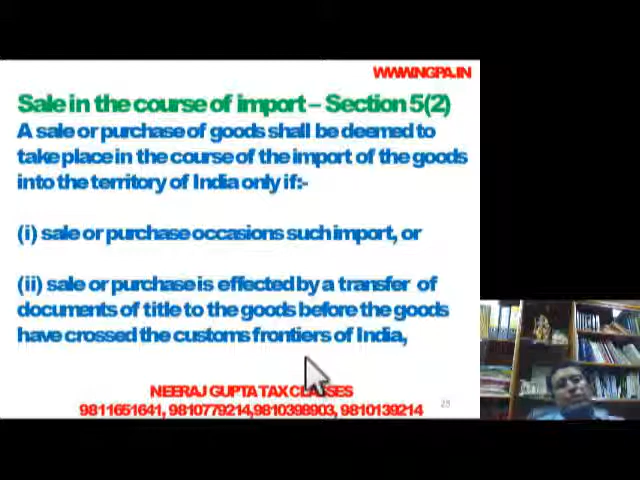 WWW.NGPA.IN
Sale in the course of import – Section 5(2)
A sale or purchase of goods shall be deemed to
take place in the course of the import of the goods
into the territory of India only if:-
(i) sale or purchase occasions such import, or
(ii) sale or purchase is effected by a transfer of
documents of title to the goods before the goods
have crossed the customs frontiers of India,
NEERAJ GUPTA TAX CLASSES
9811651641, 9810779214,9810398903, 9810139214
25